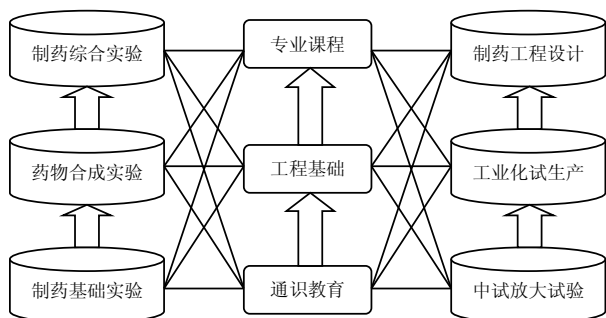 制药综合实验
专业课程
制药工程设计
药物合成实验
工程基础
工业化试生产
制药基础实验
通识教育
中试放大试验